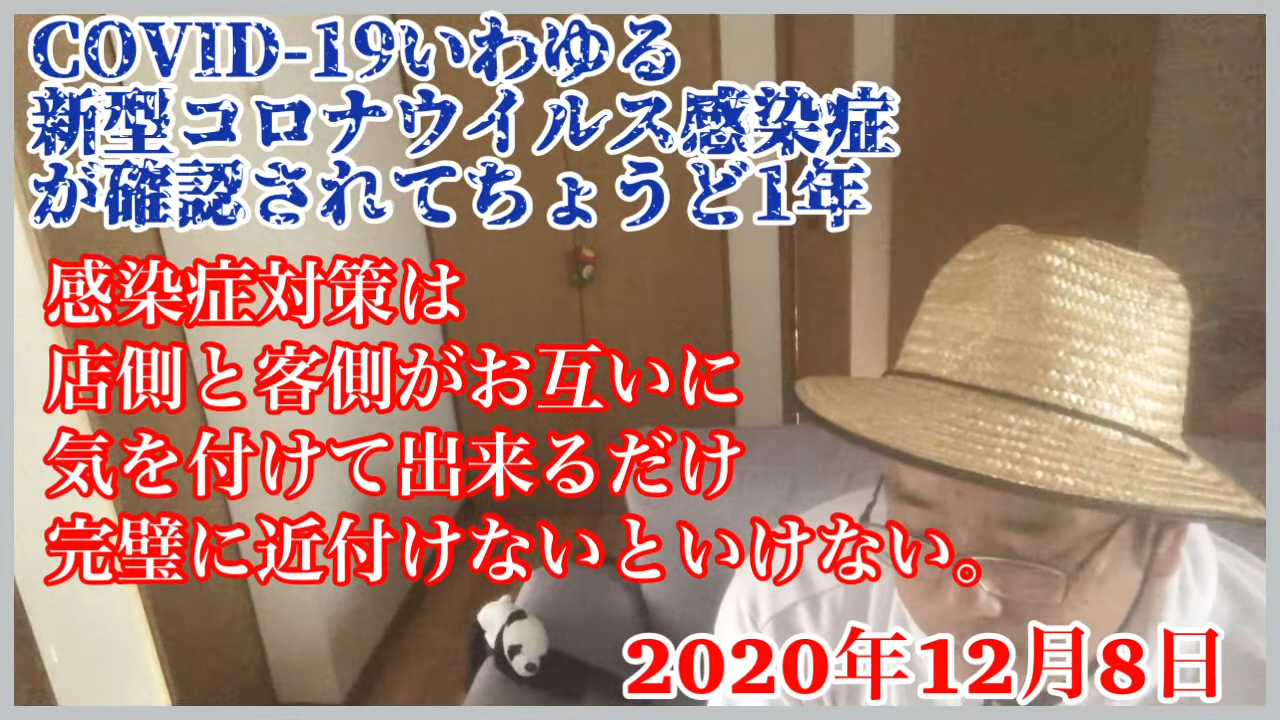 COVID-19いわゆる
新型コロナウイルス感染症
が確認されてちょうど1年
感染症対策は
店側と客側がお互いに
気を付けて出来るだけ
完璧に近付けないといけない。
2020年12月8日